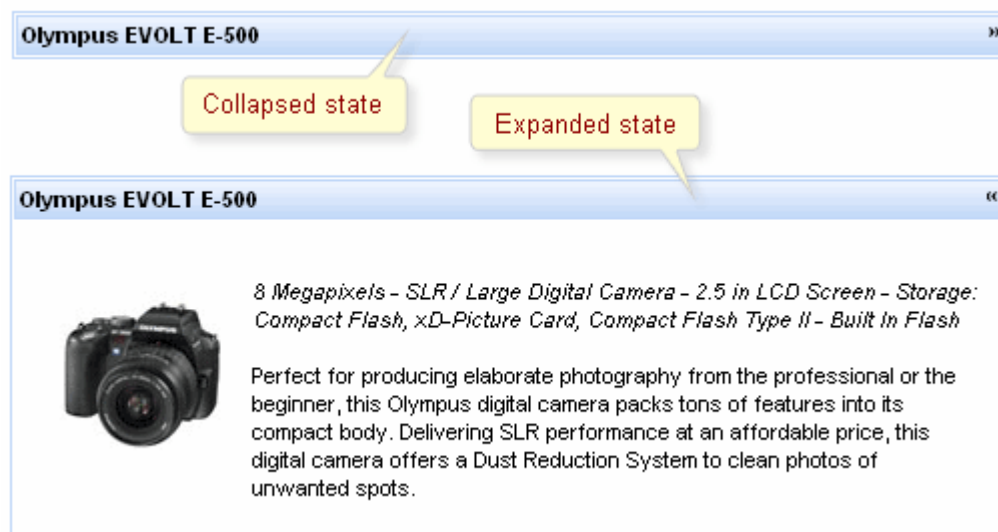 Olympus EVOLT E-500 »
Collapsed state
Expanded state
Olympus EVOLT E-500 «
8 Megapixels - SLR / Large Digital Camera - 2.5 in LCD Screen - Storage:
Compact Flash, xD-Picture Card, Compact Flash Type II - Built In Flash
Perfect for producing elaborate photography from the professional or the
beginner, this Olympus digital camera packs tons of features into its
compact body. Delivering SLR performance at an affordable price, this
digital camera offers a Dust Reduction System to clean photos of
unwanted spots.
OLYMPUS